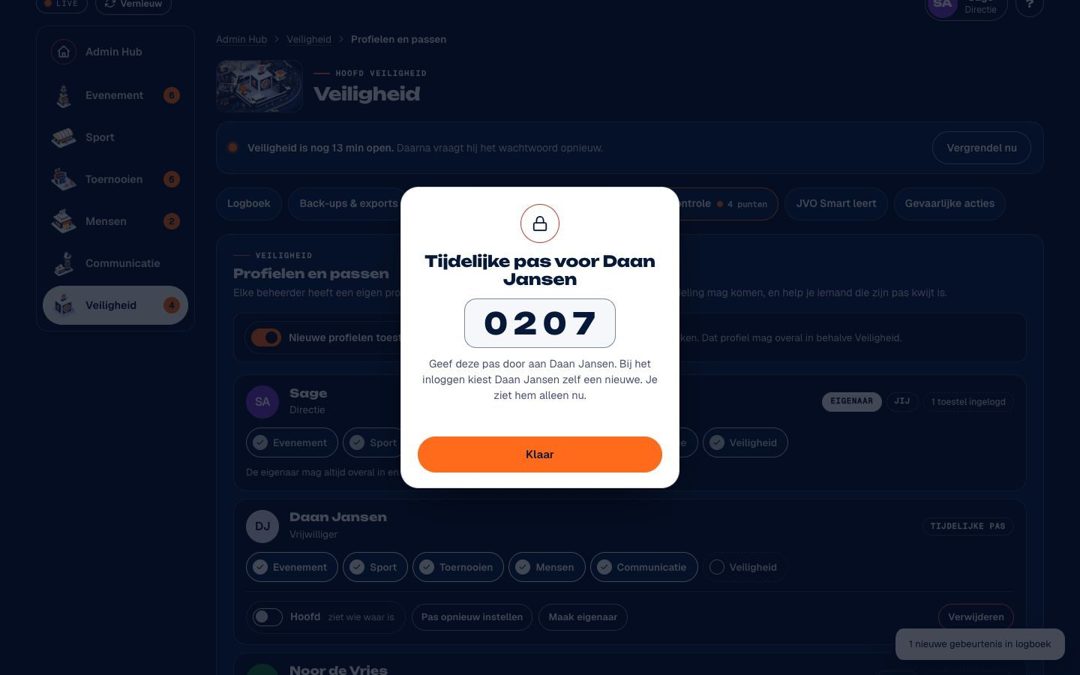 LIVE
Vernieuw
SA
Sage
Directie
?
Admin Hub
Evenement
6
Sport
Toernooien
6
Mensen
2
Communicatie
Veiligheid
4
Admin Hub > Veiligheid > Profielen en passen
HOOFD VEILIGHEID
Veiligheid
Veiligheid is nog 13 min open. Daarna vraagt hij het wachtwoord opnieuw.
Vergrendel nu
Logboek
Back-ups & exports
4 punten
JVO Smart leert
Gevaarlijke acties
VEILIGHEID
Profielen en passen
Elke beheerder heeft een eigen
mag komen, en help je iemand die zijn pas kwijt is.
Nieuwe profielen
Dat profiel mag overal in behalve Veiligheid.
SA
Sage
Directie
EIGENAAR
JIJ
1 toestel ingelogd
Evenement
Sport
Veiligheid
De eigenaar mag altijd overal in en
Tijdelijke pas voor Daan
Jansen
0207
Geef deze pas door aan Daan Jansen. Bij het
inloggen kiest Daan Jansen zelf een nieuwe. Je
ziet hem alleen nu.
Klaar
DJ
Daan Jansen
Vrijwilliger
TIJDELIJKE PAS
Evenement
Sport
Toernooien
Mensen
Communicatie
Veiligheid
Hoofd ziet wie waar is
Pas opnieuw instellen
Maak eigenaar
Verwijderen
1 nieuwe gebeurtenis in logboek
Noor de Vries